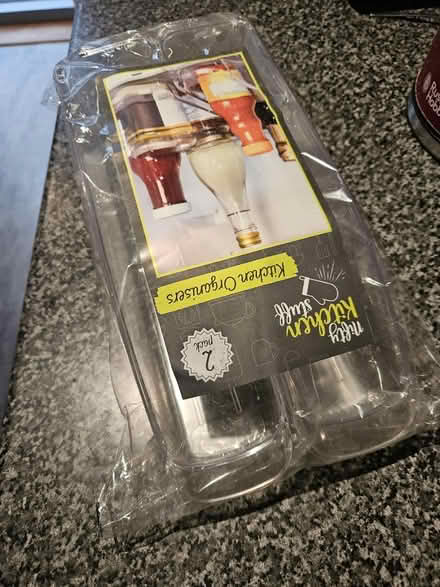 nifty
kitchen
stuff
Kitchen Organisers
2
pack